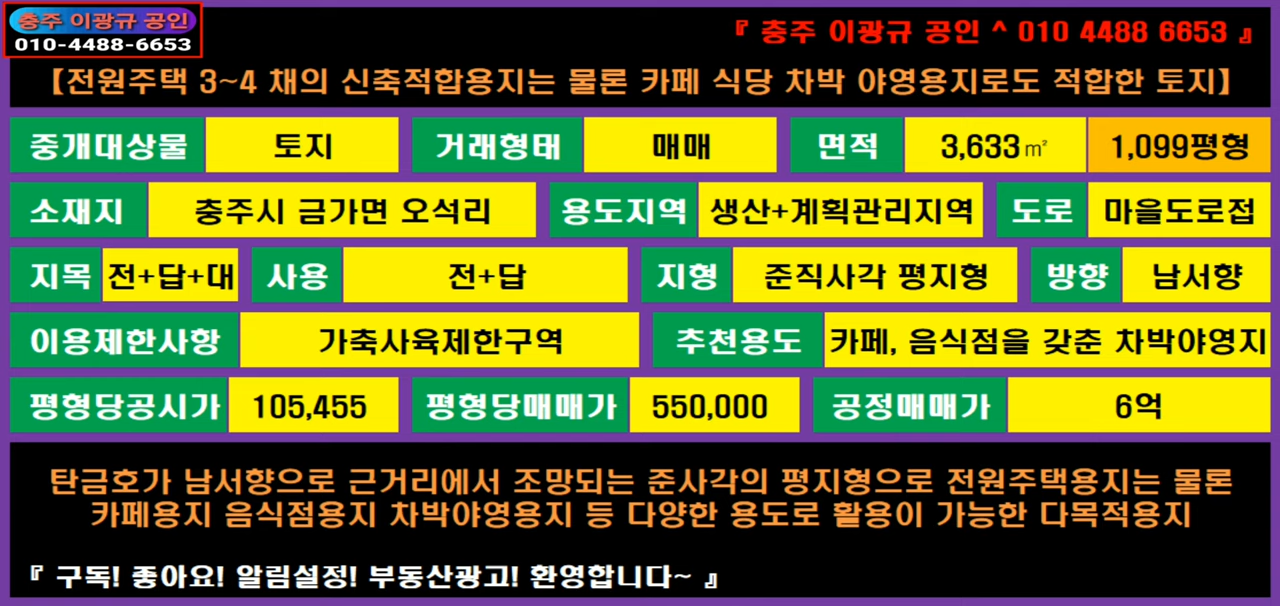 충주 이광규 공인
010-4488-6653
『 충주 이광규 공인 ^ 010 4488 6653 』
【전원주택 3~4 채의 신축적합용지는 물론 카페 식당 차박 야영용지로도 적합한 토지】
중개대상물 토지 거래형태 매매 면적 3,633㎡ 1,099평형
소재지 충주시 금가면 오석리 용도지역 생산+계획관리지역 도로 마을도로접
지목 전+답+대 사용 전+답 지형 준직사각 평지형 방향 남서향
이용제한사항 가축사육제한구역 추천용도 카페, 음식점을 갖춘 차박야영지
평형당공시가 105,455 평형당매매가 550,000 공정매매가 6억
탄금호가 남서향으로 근거리에서 조망되는 준사각의 평지형으로 전원주택용지는 물론
카페용지 음식점용지 차박야영용지 등 다양한 용도로 활용이 가능한 다목적용지
『 구독! 좋아요! 알림설정! 부동산광고! 환영합니다~ 』